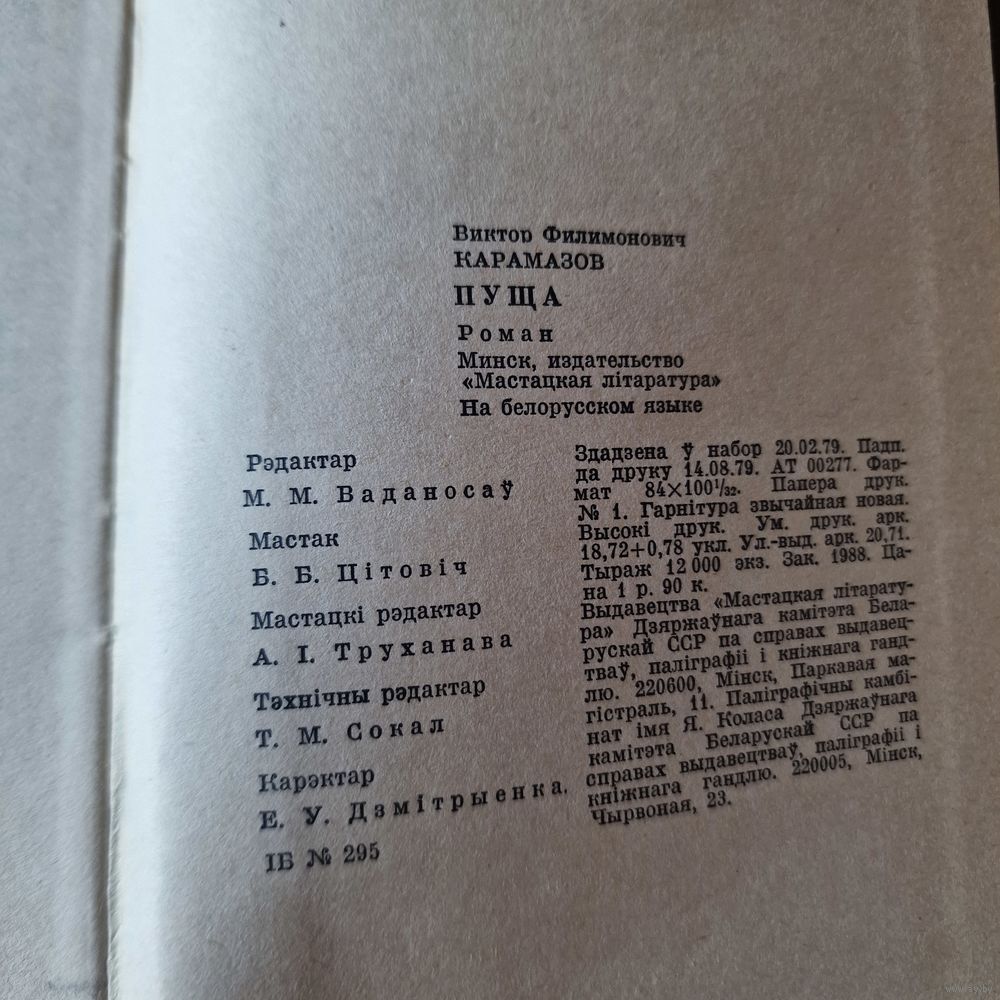 Виктор Филимонович
КАРАМАЗОВ
ПУЩА
Роман
Минск, издательство
«Мастацкая літаратура»
На белорусском языке
Рэдактар
М. М. Ваданосаў
Мастак
Б. Б. Цітовіч
Мастацкі рэдактар
А. І. Труханава
Тэхнічны рэдактар
Т. М. Сокал
Карэктар
Е. У. Дзмітрыенка.
ІБ № 295
Здадзена ў набор 20.02.79. Падп.
да друку 14.08.79. АТ 00277. Фар-
мат 84×100¹/₃₂. Папера друк.
№ 1. Гарнітура звычайная новая.
Высокі друк. Ум. друк. арк.
18,72+0,78 укл. Ул.-выд. арк. 20,71.
Тыраж 12 000 экз. Зак. 1988. Ца-
на 1 р. 90 к.
Выдавецтва «Мастацкая літарату-
ра» Дзяржаўнага камітэта Бела-
рускай ССР па справах выдавец-
тваў, паліграфіі і кніжнага ганд-
лю. 220600, Мінск, Паркавая ма-
гістраль, 11. Паліграфічны камбі-
нат імя Я. Коласа Дзяржаўнага
камітэта Беларускай ССР па
справах выдавецтваў, паліграфіі і
кніжнага гандлю. 220005, Мінск,
Чырвоная, 23.
www.ay.by